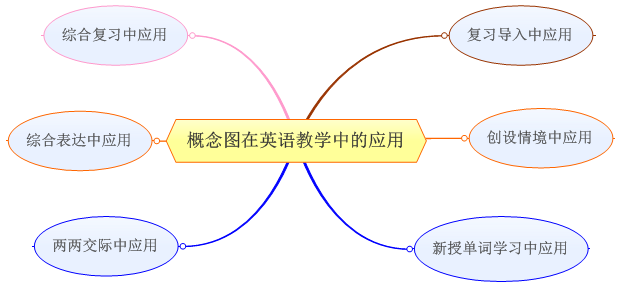 综合复习中应用
复习导入中应用
综合表达中应用
概念图在英语教学中的应用
创设情境中应用
两两交际中应用
新授单词学习中应用